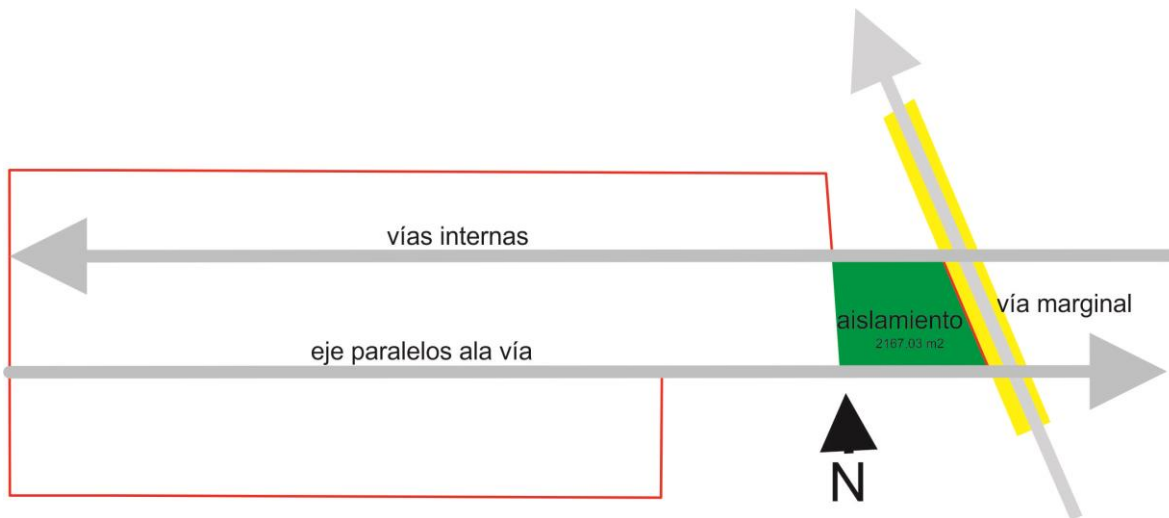 vías internas
vía marginal
aislamiento
2167.03 m2
eje paralelos ala vía
N